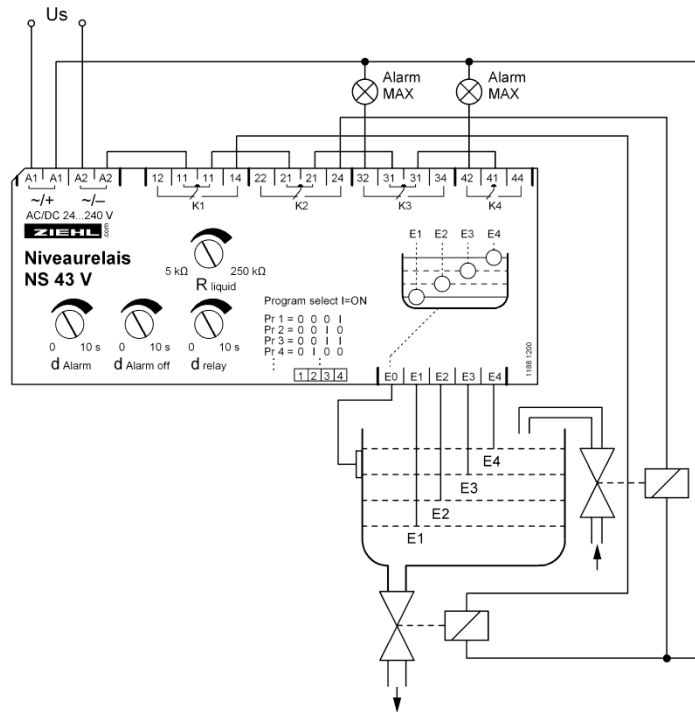 Us
Alarm
MAX
Alarm
MAX
A1 A1 A2 A2 12 11 11 14 22 21 21 24 32 31 31 34 42 41 44
~/+ ~/– K1 K2 K3 K4
AC/DC 24...240 V
ZIEHL.com
Niveaurelais
NS 43 V
5 kΩ 250 kΩ
R liquid
E1 E2 E3 E4
0 10 s
d Alarm
0 10 s
d Alarm off
0 10 s
d relay
Program select I=ON
Pr 1 = 0 0 0 I
Pr 2 = 0 0 I 0
Pr 3 = 0 0 I I
Pr 4 = 0 I 0 0
1 2 3 4
1188 1200
E0 E1 E2 E3 E4
E4
E3
E2
E1